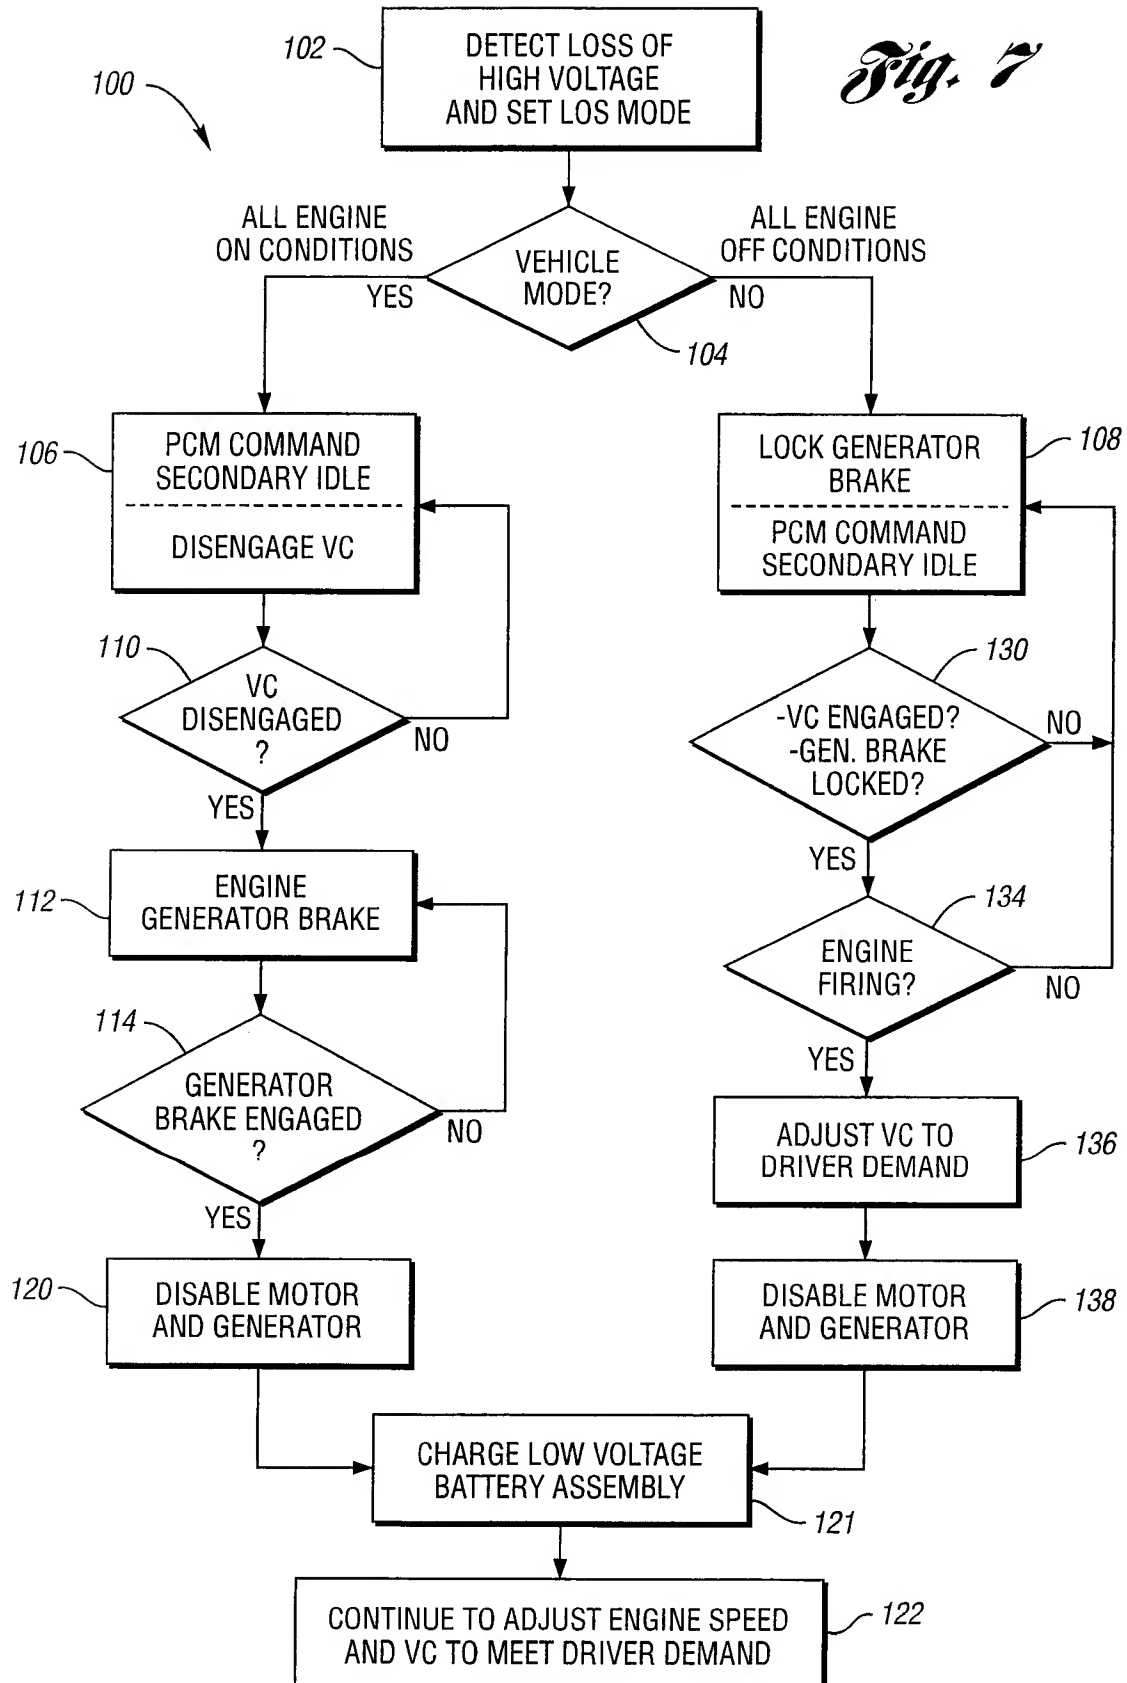 102
DETECT LOSS OF
HIGH VOLTAGE
AND SET LOS MODE
Fig. 7
100
ALL ENGINE
ON CONDITIONS
ALL ENGINE
OFF CONDITIONS
VEHICLE
MODE?
YES
NO
104
106
PCM COMMAND
SECONDARY IDLE
DISENGAGE VC
LOCK GENERATOR
BRAKE
PCM COMMAND
SECONDARY IDLE
108
110
VC
DISENGAGED
?
NO
YES
130
-VC ENGAGED?
-GEN. BRAKE
LOCKED?
NO
YES
112
ENGINE
GENERATOR BRAKE
134
ENGINE
FIRING?
NO
YES
114
GENERATOR
BRAKE ENGAGED
?
NO
YES
ADJUST VC TO
DRIVER DEMAND
136
120
DISABLE MOTOR
AND GENERATOR
DISABLE MOTOR
AND GENERATOR
138
CHARGE LOW VOLTAGE
BATTERY ASSEMBLY
121
CONTINUE TO ADJUST ENGINE SPEED
AND VC TO MEET DRIVER DEMAND
122